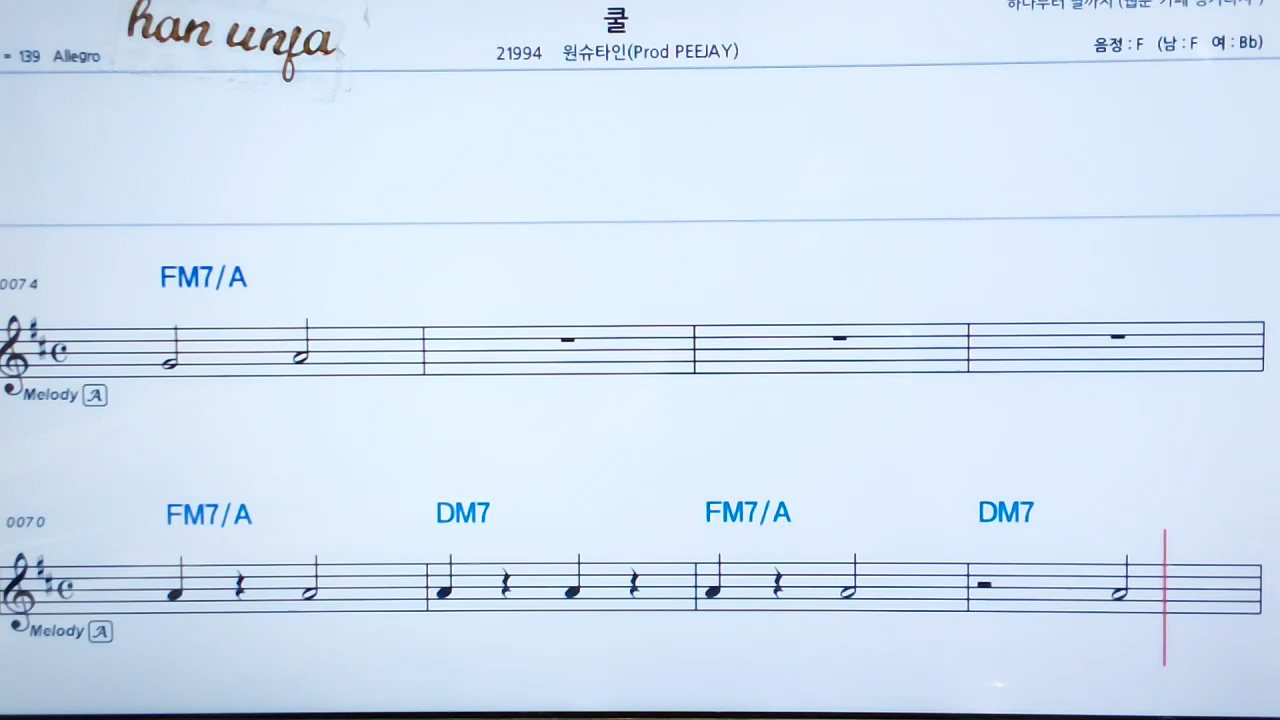 han unja
쿨
= 139 Allegro
21994 원슈타인(Prod PEEJAY)
음정 : F (남 : F 여 : Bb)
0074
FM7/A
Melody A
0070
FM7/A DM7 FM7/A DM7
Melody A